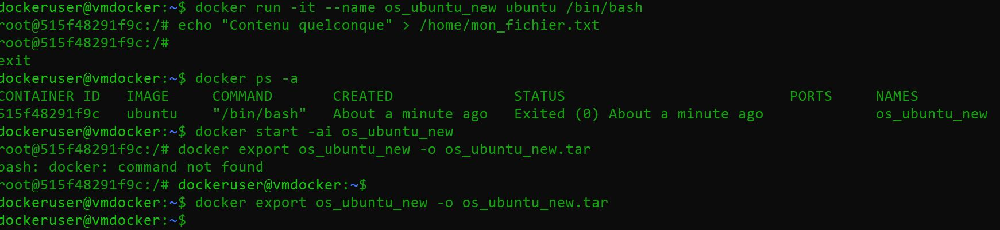 dockeruser@vmdocker:~$ docker run -it --name os_ubuntu_new ubuntu /bin/bash
root@515f48291f9c:/# echo "Contenu quelconque" > /home/mon_fichier.txt
root@515f48291f9c:/#
exit
dockeruser@vmdocker:~$ docker ps -a
CONTAINER ID   IMAGE     COMMAND       CREATED              STATUS                          PORTS     NAMES
515f48291f9c   ubuntu    "/bin/bash"   About a minute ago   Exited (0) About a minute ago             os_ubuntu_new
dockeruser@vmdocker:~$ docker start -ai os_ubuntu_new
root@515f48291f9c:/# docker export os_ubuntu_new -o os_ubuntu_new.tar
bash: docker: command not found
root@515f48291f9c:/# dockeruser@vmdocker:~$
dockeruser@vmdocker:~$ docker export os_ubuntu_new -o os_ubuntu_new.tar
dockeruser@vmdocker:~$